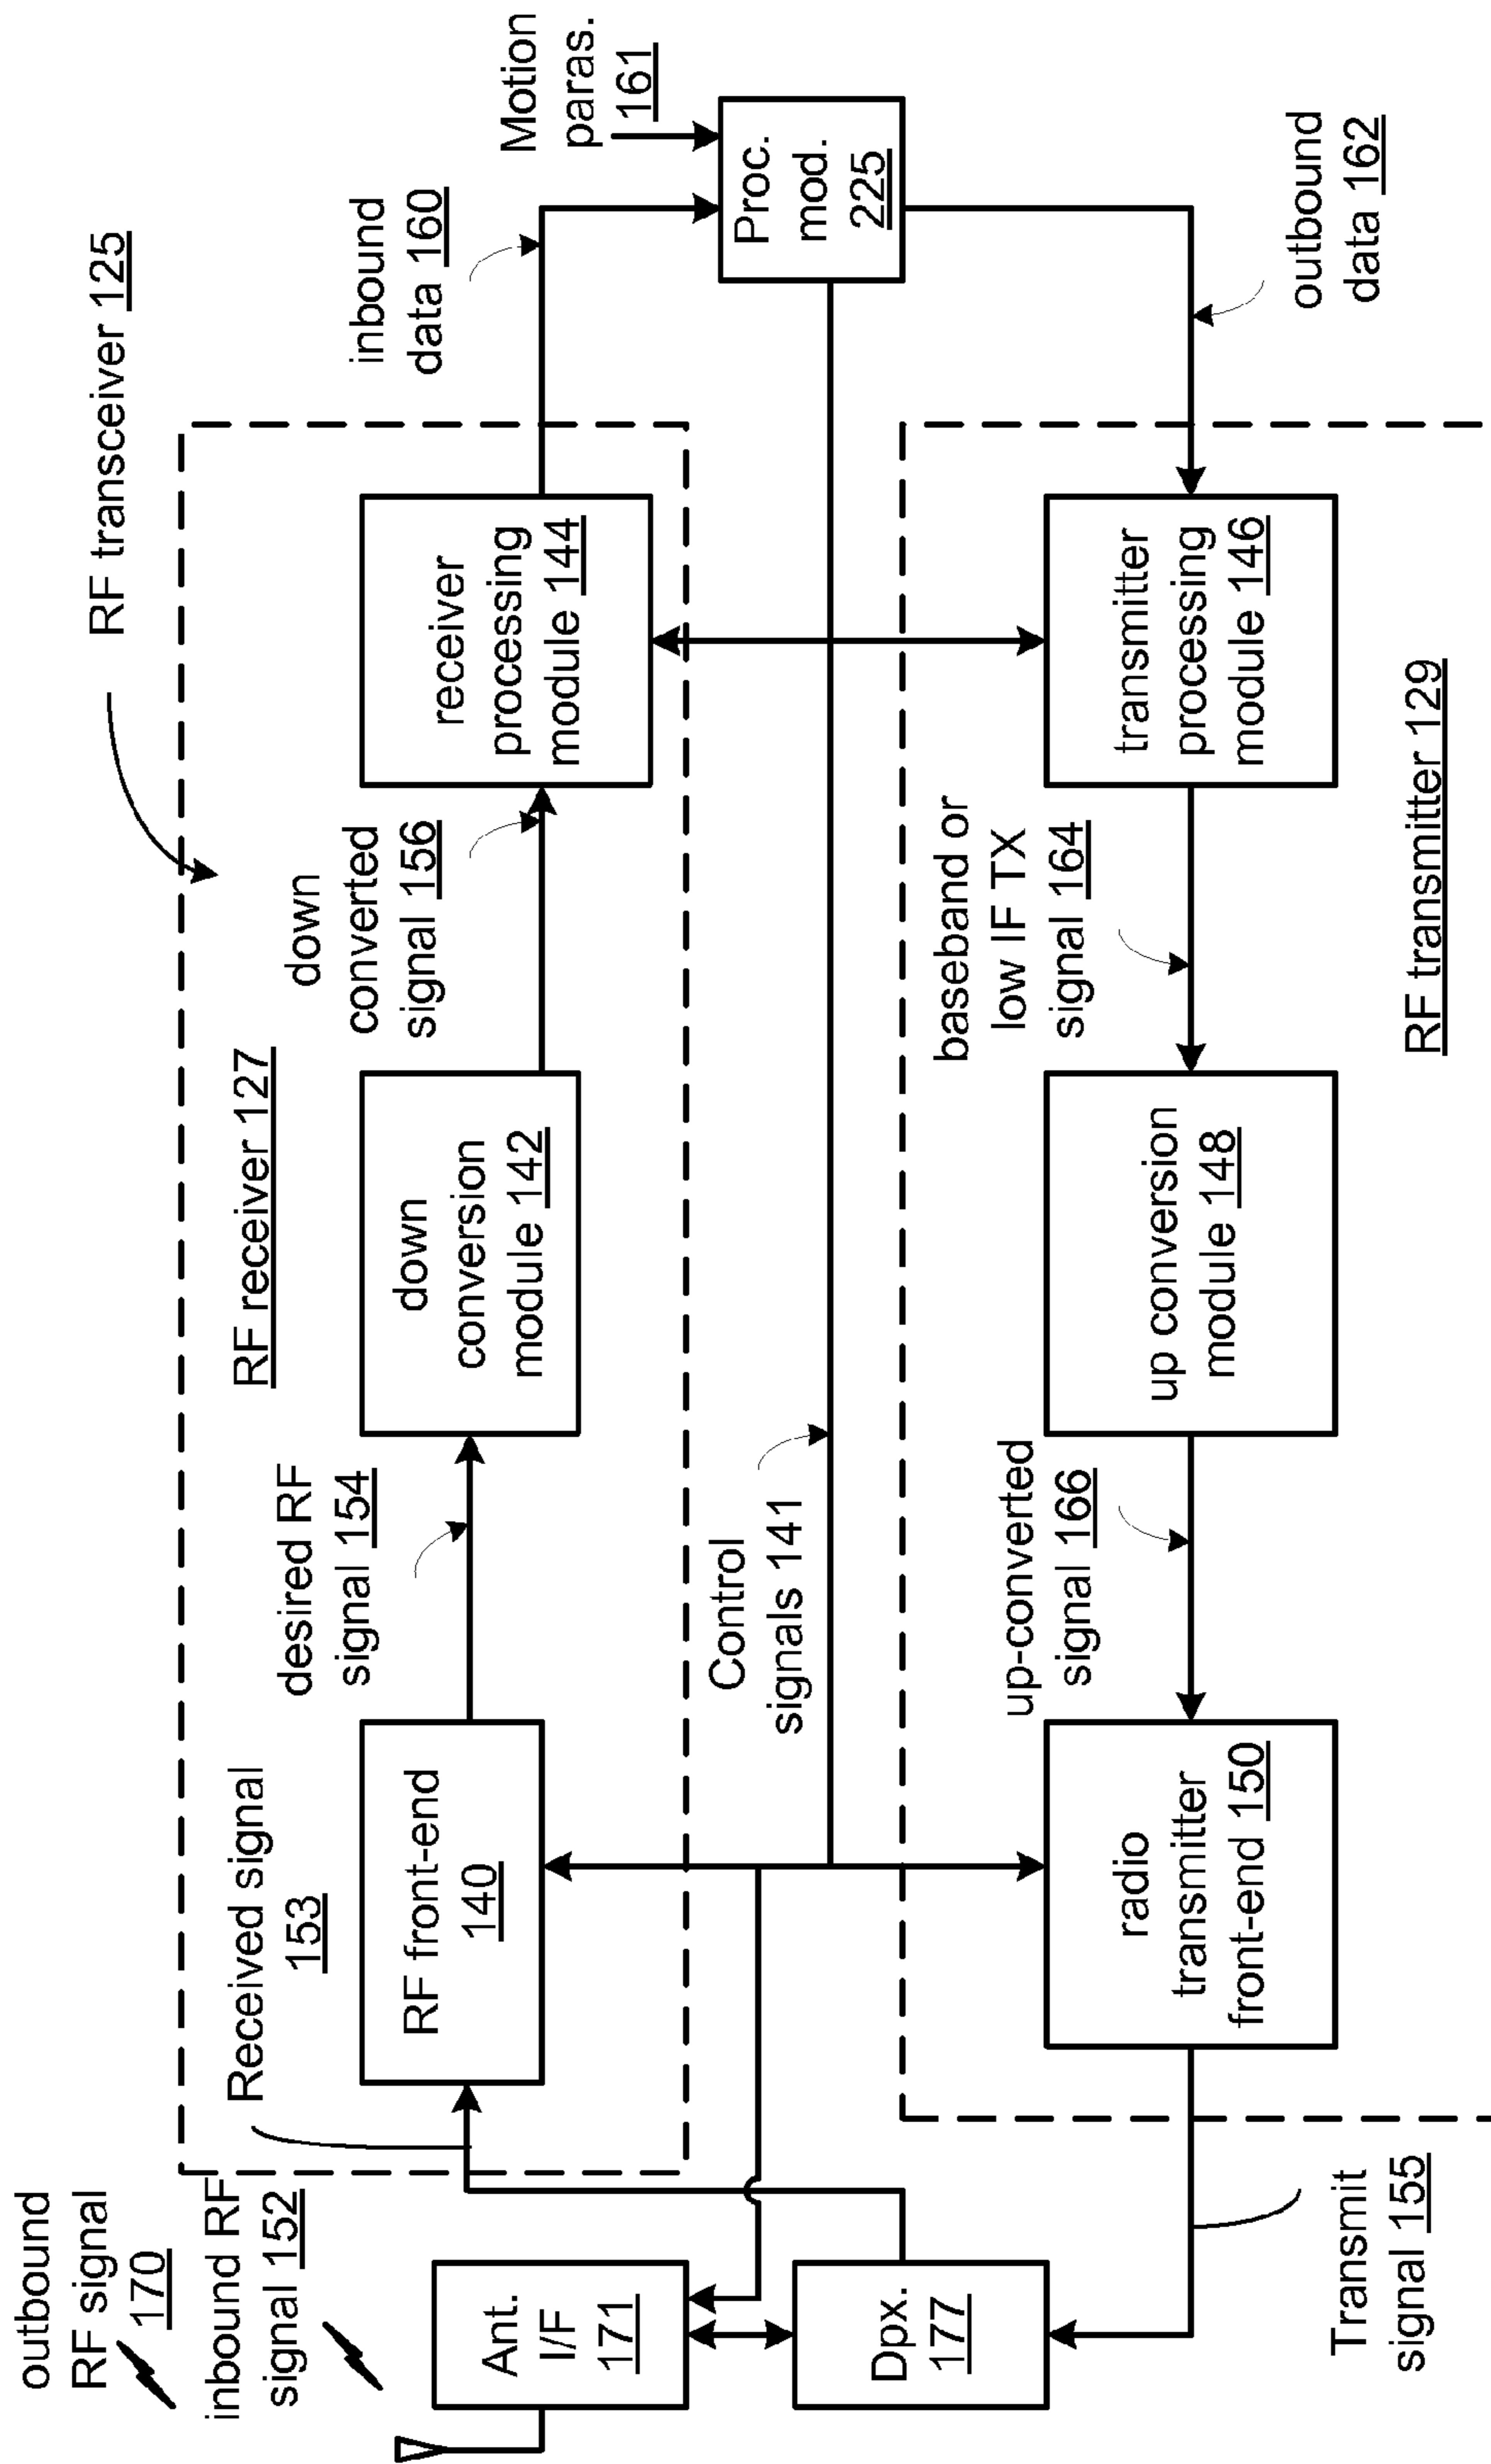 RF transceiver 125
outbound
RF signal
170
inbound RF
signal 152
Received signal
153
RF receiver 127
desired RF
signal 154
down
converted
signal 156
inbound
data 160
Motion
paras.
161
Ant.
I/F
171
RF front-end
140
down
conversion
module 142
receiver
processing
module 144
Proc.
mod.
225
Control
signals 141
Dpx.
177
up-converted
signal 166
baseband or
low IF TX
signal 164
outbound
data 162
radio
transmitter
front-end 150
up conversion
module 148
transmitter
processing
module 146
Transmit
signal 155
RF transmitter 129